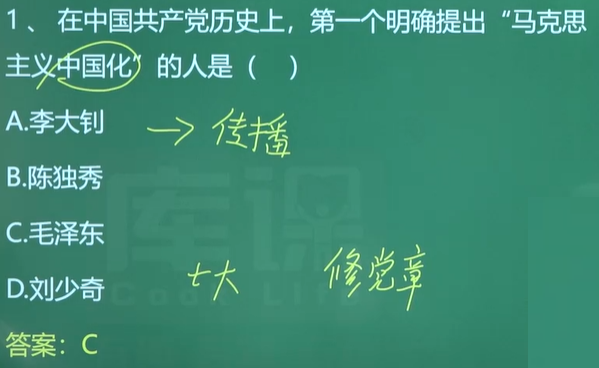 1、在中国共产党历史上，第一个明确提出“马克思
主义中国化”的人是（ ）
A.李大钊 → 传播
B.陈独秀
库课
C.毛泽东
七大 修党章
D.刘少奇
答案：C